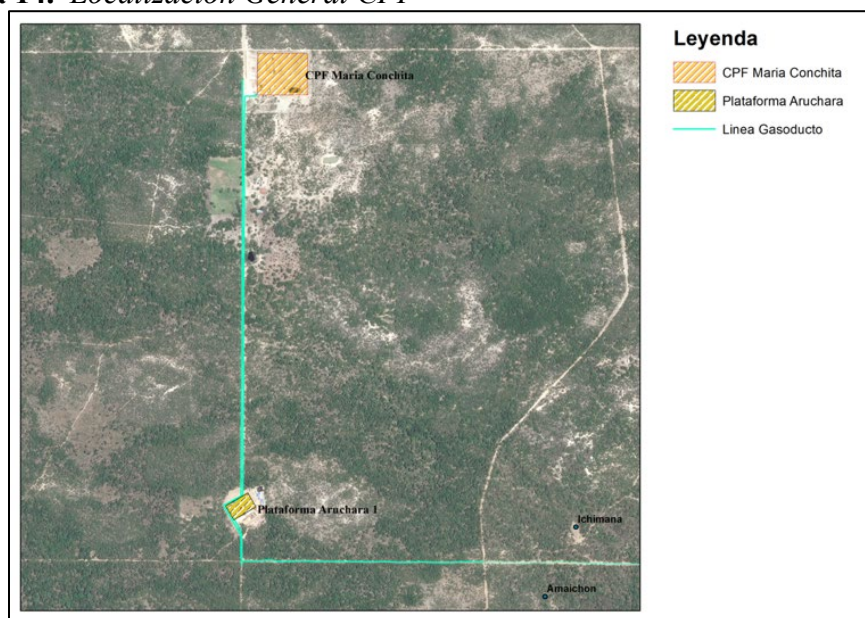 14. Localización General CPF
Leyenda
CPF Maria Conchita
Plataforma Aruchara
Linea Gasoducto
CPF Maria Conchita
Plataforma Aruchara 1
Ichimana
Amaichon